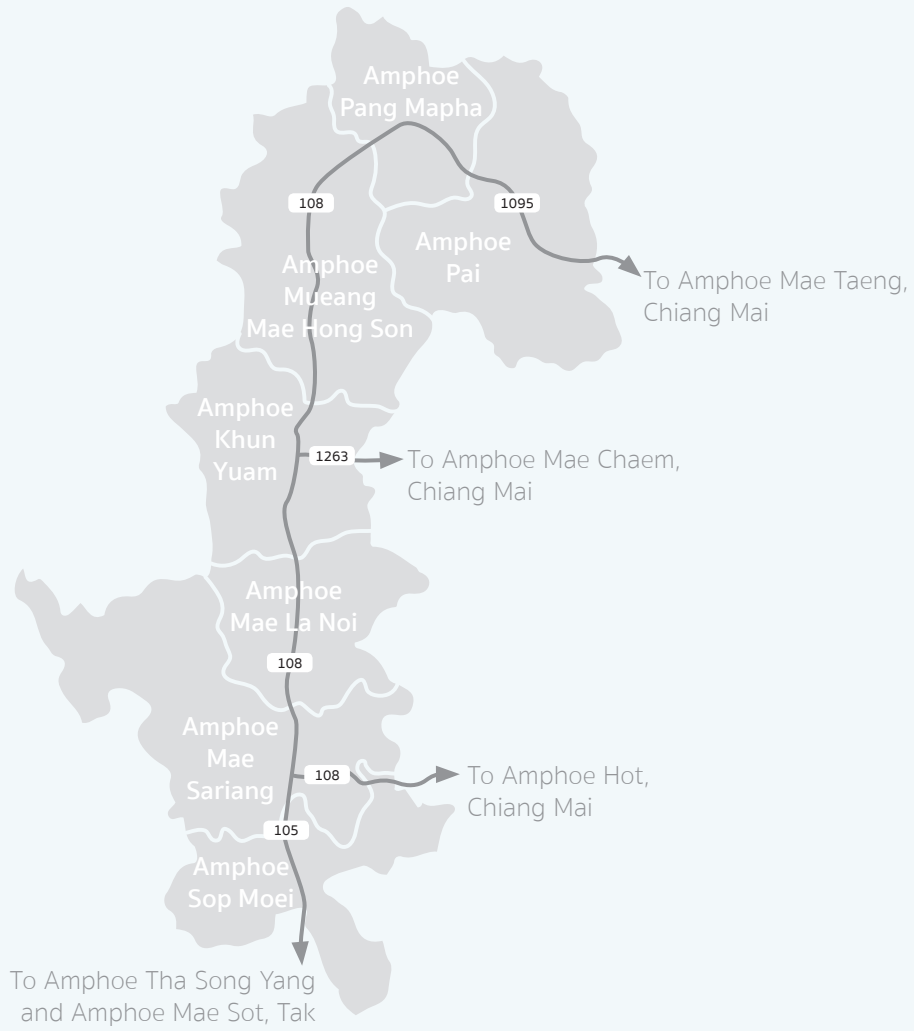 Amphoe
Pang Mapha
108
1095
Amphoe
Pai
Amphoe
Mueang
Mae Hong Son
To Amphoe Mae Taeng,
Chiang Mai
Amphoe
Khun
Yuam
1263
To Amphoe Mae Chaem,
Chiang Mai
Amphoe
Mae La Noi
108
Amphoe
Mae
Sariang
108
To Amphoe Hot,
Chiang Mai
105
Amphoe
Sop Moei
To Amphoe Tha Song Yang
and Amphoe Mae Sot, Tak